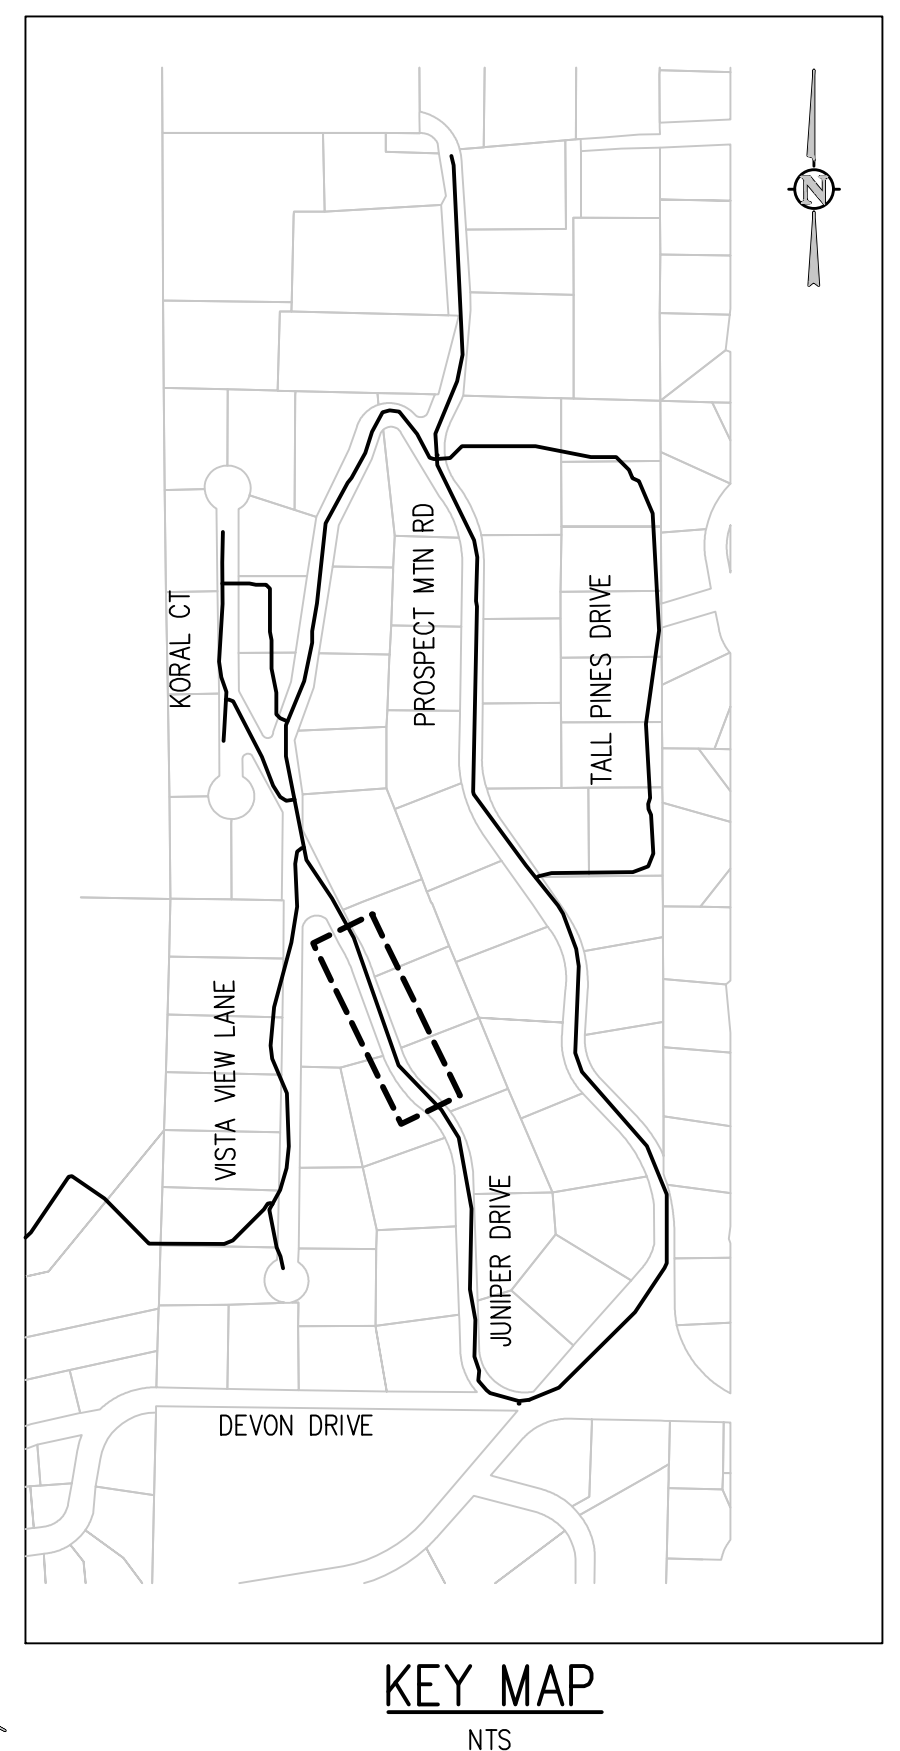 N
PROSPECT MTN RD
TALL PINES DRIVE
KORAL CT
VISTA VIEW LANE
JUNIPER DRIVE
DEVON DRIVE
KEY MAP
NTS